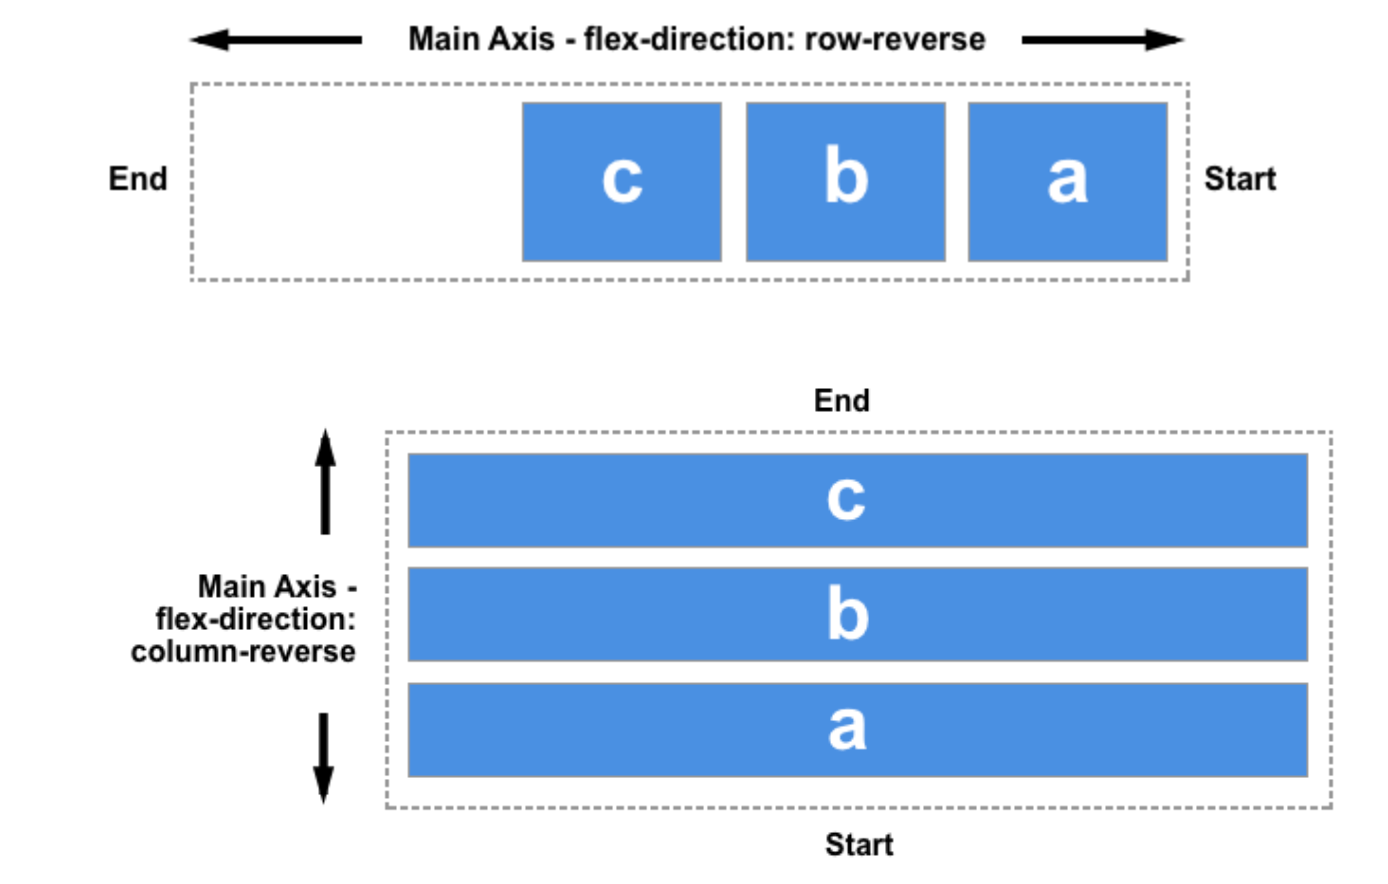 Main Axis - flex-direction: row-reverse
End
c
b
a
Start
End
Main Axis -
flex-direction:
column-reverse
c
b
a
Start